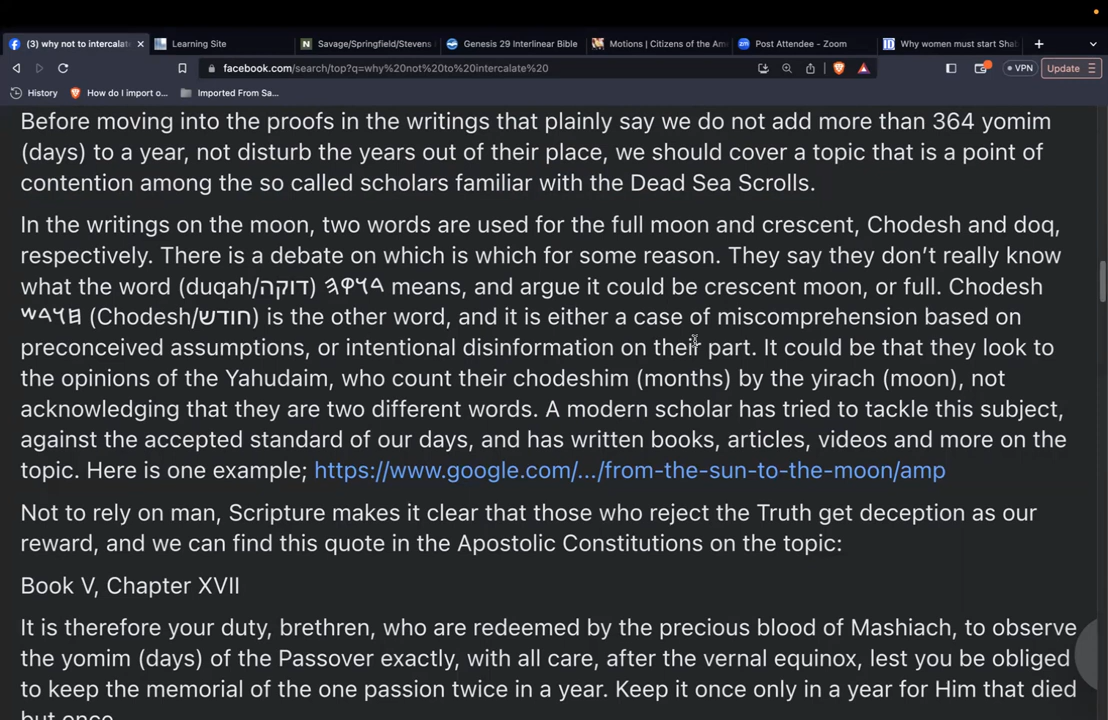 (3) why not to intercalat
Learning Site
Savage/Springfield/Stevens
Genesis 29 Interlinear Bible
Motions | Citizens of the Ame
Post Attendee - Zoom
Why women must start Shab
facebook.com/search/top?q=why%20not%20to%20intercalate%20
VPN
Update
History
How do I import o...
Imported From Sa...
Before moving into the proofs in the writings that plainly say we do not add more than 364 yomim
(days) to a year, not disturb the years out of their place, we should cover a topic that is a point of
contention among the so called scholars familiar with the Dead Sea Scrolls.
In the writings on the moon, two words are used for the full moon and crescent, Chodesh and doq,
respectively. There is a debate on which is which for some reason. They say they don’t really know
what the word (duqah/דוקה) 𐤄𐤒𐤅𐤃 means, and argue it could be crescent moon, or full. Chodesh
𐤔𐤃𐤅𐤇 (Chodesh/חודש) is the other word, and it is either a case of miscomprehension based on
preconceived assumptions, or intentional disinformation on their part. It could be that they look to
the opinions of the Yahudaim, who count their chodeshim (months) by the yirach (moon), not
acknowledging that they are two different words. A modern scholar has tried to tackle this subject,
against the accepted standard of our days, and has written books, articles, videos and more on the
topic. Here is one example; https://www.google.com/.../from-the-sun-to-the-moon/amp
Not to rely on man, Scripture makes it clear that those who reject the Truth get deception as our
reward, and we can find this quote in the Apostolic Constitutions on the topic:
Book V, Chapter XVII
It is therefore your duty, brethren, who are redeemed by the precious blood of Mashiach, to observe
the yomim (days) of the Passover exactly, with all care, after the vernal equinox, lest you be obliged
to keep the memorial of the one passion twice in a year. Keep it once only in a year for Him that died
but once.